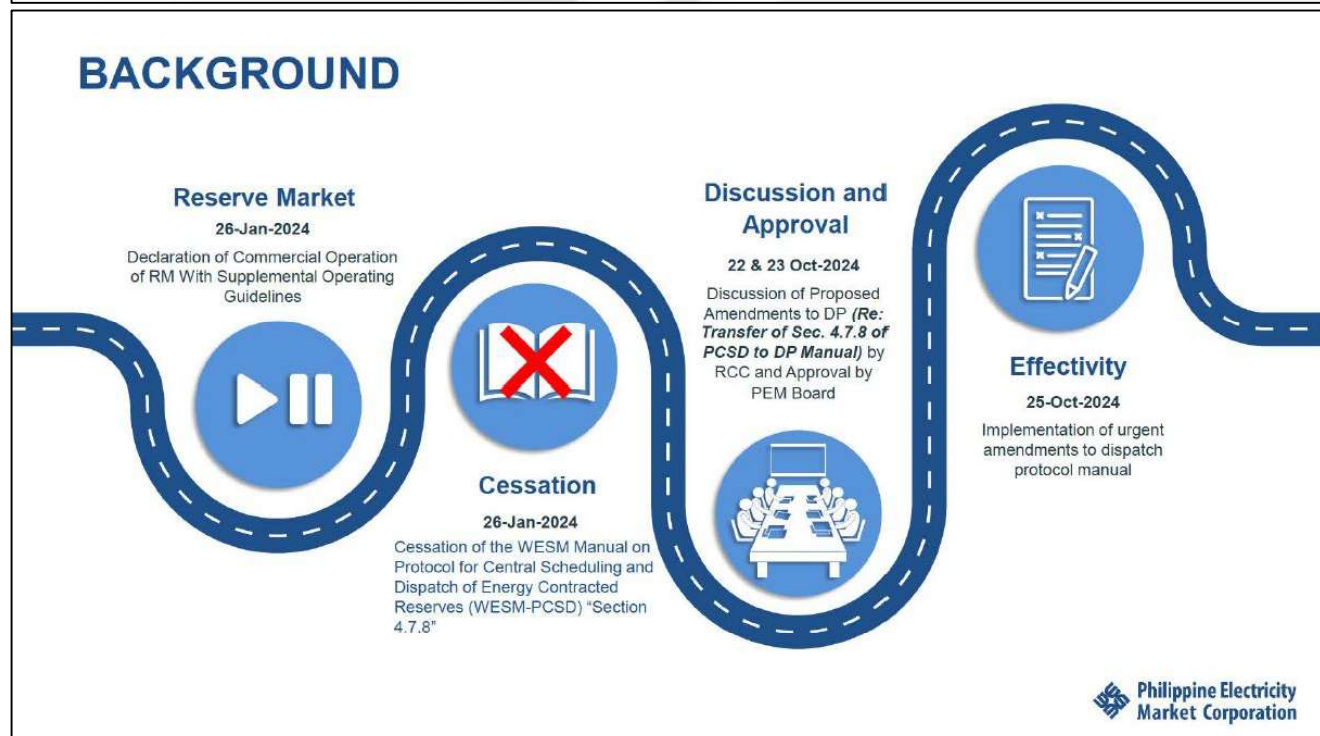 BACKGROUND
Reserve Market
26-Jan-2024
Declaration of Commercial Operation
of RM With Supplemental Operating
Guidelines
Cessation
26-Jan-2024
Cessation of the WESM Manual on
Protocol for Central Scheduling and
Dispatch of Energy Contracted
Reserves (WESM-PCSD) “Section
4.7.8”
Discussion and
Approval
22 & 23 Oct-2024
Discussion of Proposed
Amendments to DP (Re:
Transfer of Sec. 4.7.8 of
PCSD to DP Manual) by
RCC and Approval by
PEM Board
Effectivity
25-Oct-2024
Implementation of urgent
amendments to dispatch
protocol manual
Philippine Electricity
Market Corporation